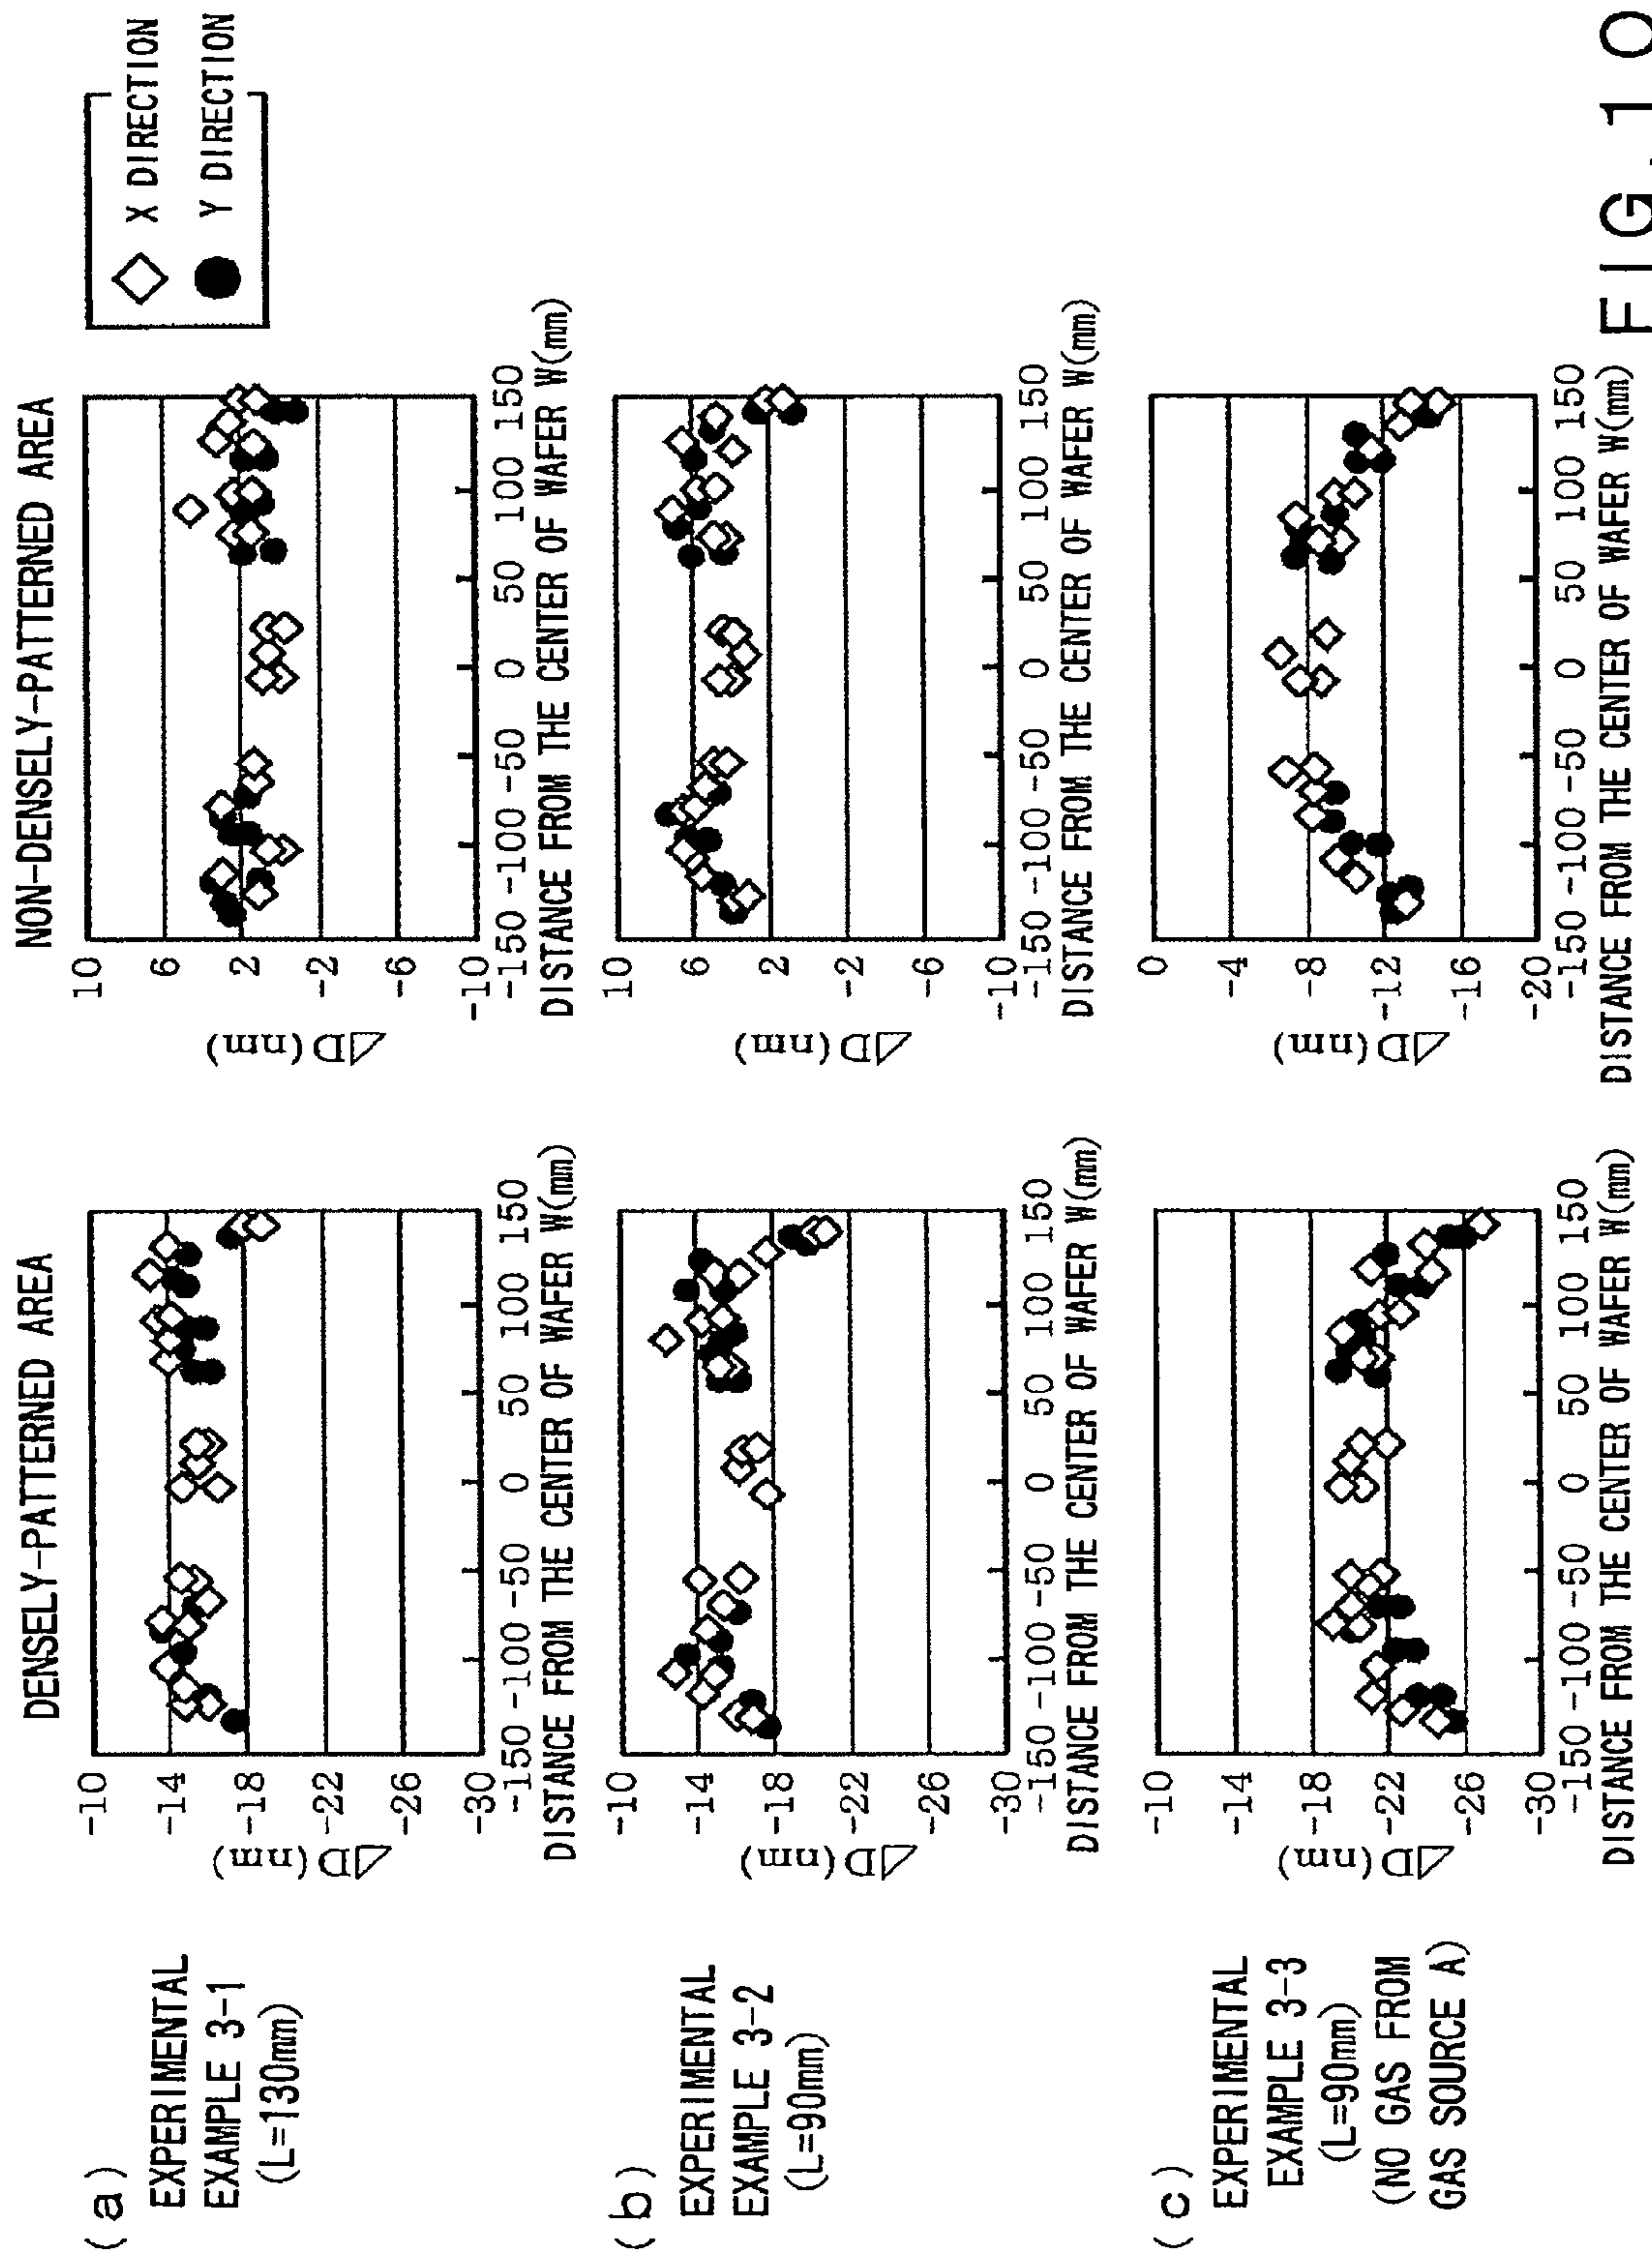 DENSELY-PATTERNED AREA
NON-DENSELY-PATTERNED AREA
X DIRECTION
Y DIRECTION
(a)
EXPERIMENTAL
EXAMPLE 3-1
(L=130mm)
ΔD(nm)
-10
-14
-18
-22
-26
-30
-150 -100 -50 0 50 100 150
DISTANCE FROM THE CENTER OF WAFER W(mm)
ΔD(nm)
10
6
2
-2
-6
-10
-150 -100 -50 0 50 100 150
DISTANCE FROM THE CENTER OF WAFER W(mm)
(b)
EXPERIMENTAL
EXAMPLE 3-2
(L=90mm)
ΔD(nm)
-10
-14
-18
-22
-26
-30
-150 -100 -50 0 50 100 150
DISTANCE FROM THE CENTER OF WAFER W(mm)
ΔD(nm)
10
6
2
-2
-6
-10
-150 -100 -50 0 50 100 150
DISTANCE FROM THE CENTER OF WAFER W(mm)
(c)
EXPERIMENTAL
EXAMPLE 3-3
(L=90mm)
(NO GAS FROM
GAS SOURCE A)
ΔD(nm)
-10
-14
-18
-22
-26
-30
-150 -100 -50 0 50 100 150
DISTANCE FROM THE CENTER OF WAFER W(mm)
ΔD(nm)
0
-4
-8
-12
-16
-20
-150 -100 -50 0 50 100 150
DISTANCE FROM THE CENTER OF WAFER W(mm)
FIG.10